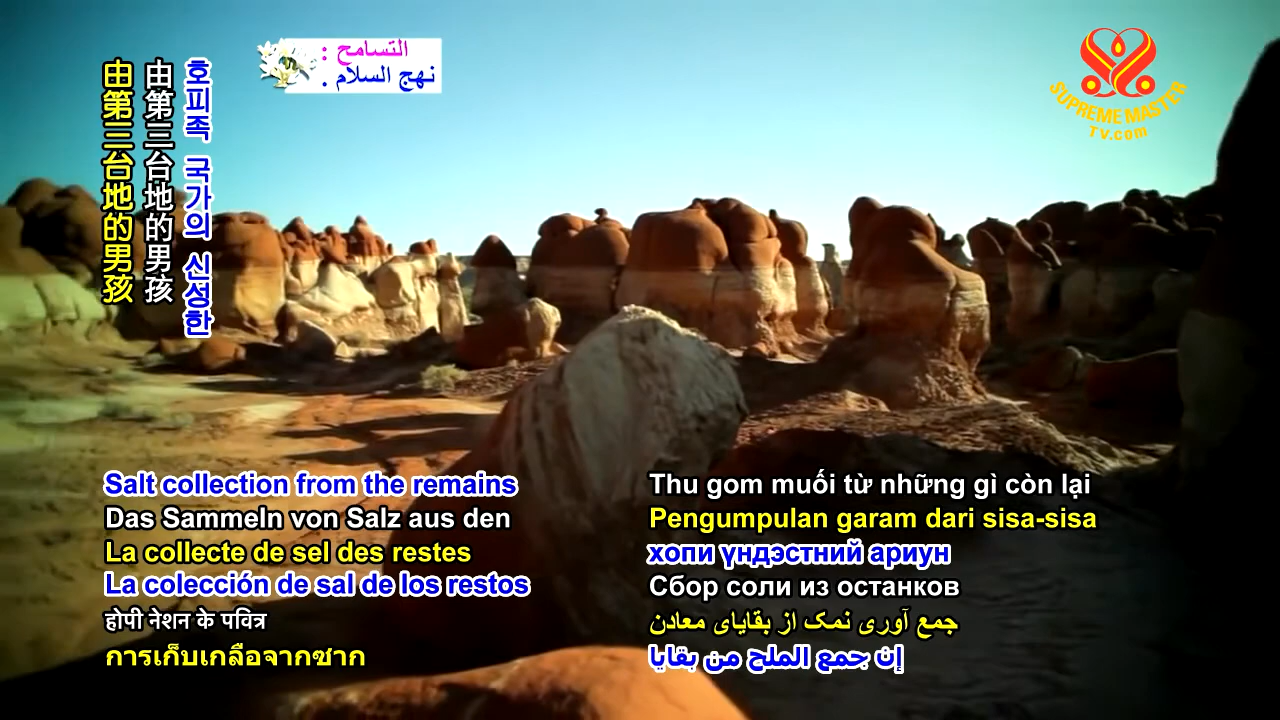 التسامح :
نهج السلام .
SUPREME MASTER
TV.com
호피족 국가의 신성한
由第三台地的男孩
由第三台地的男孩
Salt collection from the remains
Das Sammeln von Salz aus den
La collecte de sel des restes
La colección de sal de los restos
होपी नेशन के पवित्र
การเก็บเกลือจากซาก
Thu gom muối từ những gì còn lại
Pengumpulan garam dari sisa-sisa
хопи үндэстний ариун
Сбор соли из останков
جمع آوری نمک از بقایای معادن
إن جمع الملح من بقايا